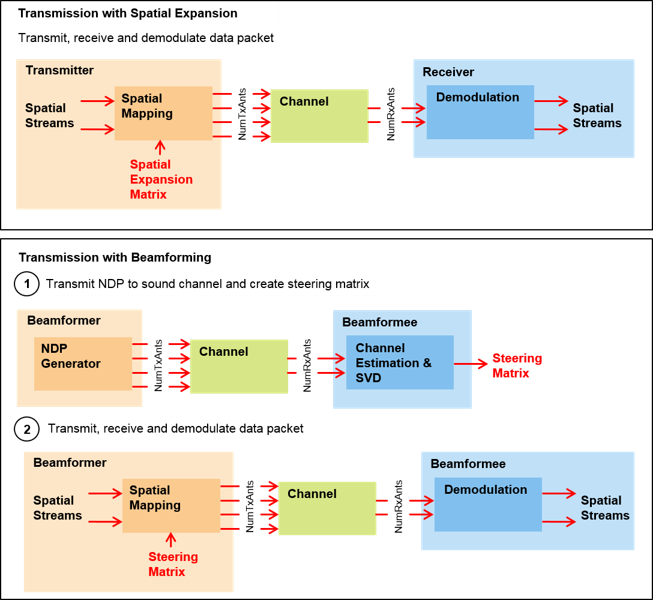 Transmission with Spatial Expansion
Transmit, receive and demodulate data packet
Transmitter
Receiver
Spatial
Streams
Spatial
Mapping
Spatial
Expansion
Matrix
NumTxAnts
Channel
NumRxAnts
Demodulation
Spatial
Streams
Transmission with Beamforming
1 Transmit NDP to sound channel and create steering matrix
Beamformer
Beamformee
NDP
Generator
NumTxAnts
Channel
NumRxAnts
Channel
Estimation &
SVD
Steering
Matrix
2 Transmit, receive and demodulate data packet
Beamformer
Beamformee
Spatial
Streams
Spatial
Mapping
Steering
Matrix
NumTxAnts
Channel
NumRxAnts
Demodulation
Spatial
Streams